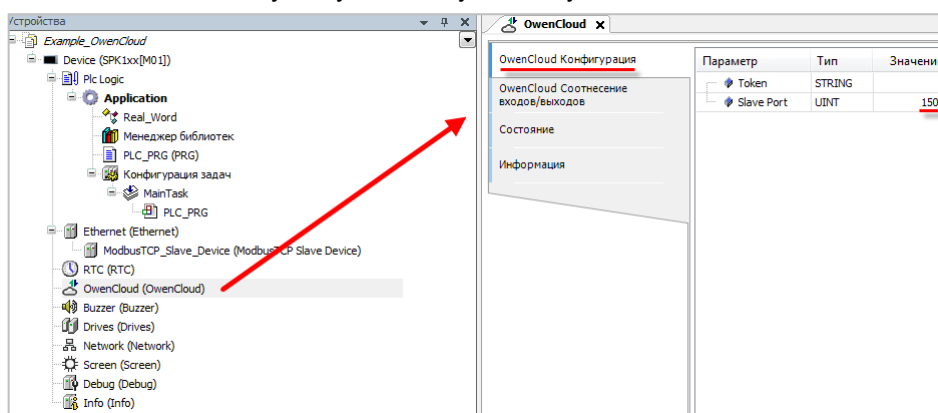 стройства
Example_OwenCloud
Device (SPK1xx[M01])
Plc Logic
Application
Real_Word
Менеджер библиотек
PLC_PRG (PRG)
Конфигурация задач
MainTask
PLC_PRG
Ethernet (Ethernet)
ModbusTCP_Slave_Device (ModbusTCP Slave Device)
RTC (RTC)
OwenCloud (OwenCloud)
Buzzer (Buzzer)
Drives (Drives)
Network (Network)
Screen (Screen)
Debug (Debug)
Info (Info)
OwenCloud
OwenCloud Конфигурация
OwenCloud Соотнесение
входов/выходов
Состояние
Информация
Параметр Тип Значени
Token STRING
Slave Port UINT 150